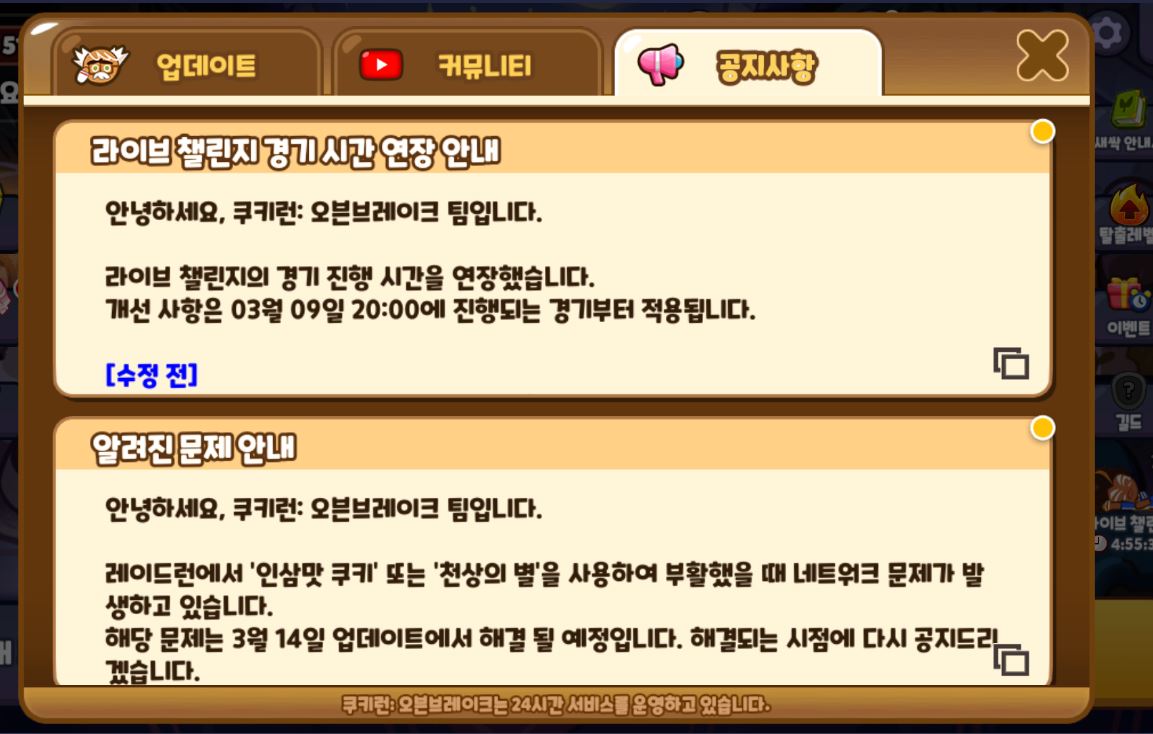 업데이트
커뮤니티
공지사항
라이브 챌린지 경기 시간 연장 안내
안녕하세요, 쿠키런: 오븐브레이크 팀입니다.
라이브 챌린지의 경기 진행 시간을 연장했습니다.
개선 사항은 03월 09일 20:00에 진행되는 경기부터 적용됩니다.
[수정 전]
알려진 문제 안내
안녕하세요, 쿠키런: 오븐브레이크 팀입니다.
레이드런에서 '인삼맛 쿠키' 또는 '천상의 별'을 사용하여 부활했을 때 네트워크 문제가 발
생하고 있습니다.
해당 문제는 3월 14일 업데이트에서 해결 될 예정입니다. 해결되는 시점에 다시 공지드리
겠습니다.
쿠키런: 오븐브레이크는 24시간 서비스를 운영하고 있습니다.
새싹 안내
탈출레벨
이벤트
길드
4:55:3